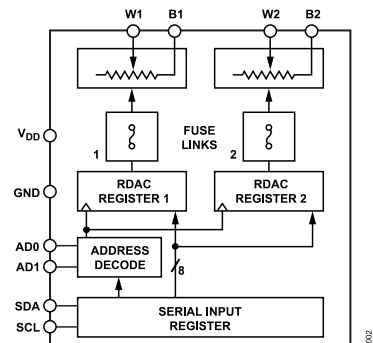 W1 B1 W2 B2
V_DD
1 FUSE LINKS 2
GND
RDAC REGISTER 1
RDAC REGISTER 2
AD0
AD1
ADDRESS DECODE
8
SDA
SCL
SERIAL INPUT REGISTER
002